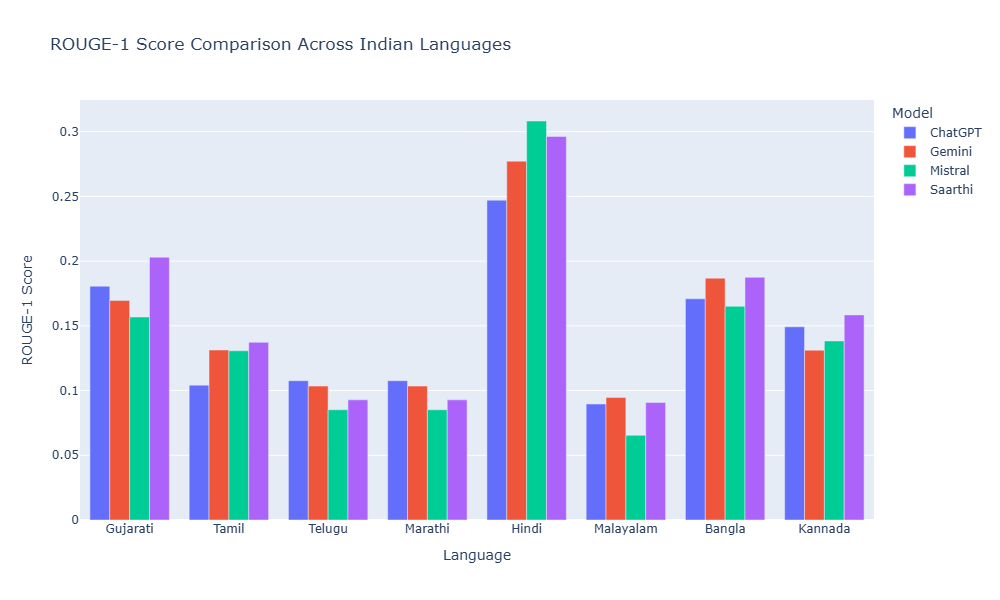 ROUGE-1 Score Comparison Across Indian Languages
Model
ChatGPT
Gemini
Mistral
Saarthi
ROUGE-1 Score
0.3
0.25
0.2
0.15
0.1
0.05
0
Gujarati Tamil Telugu Marathi Hindi Malayalam Bangla Kannada
Language